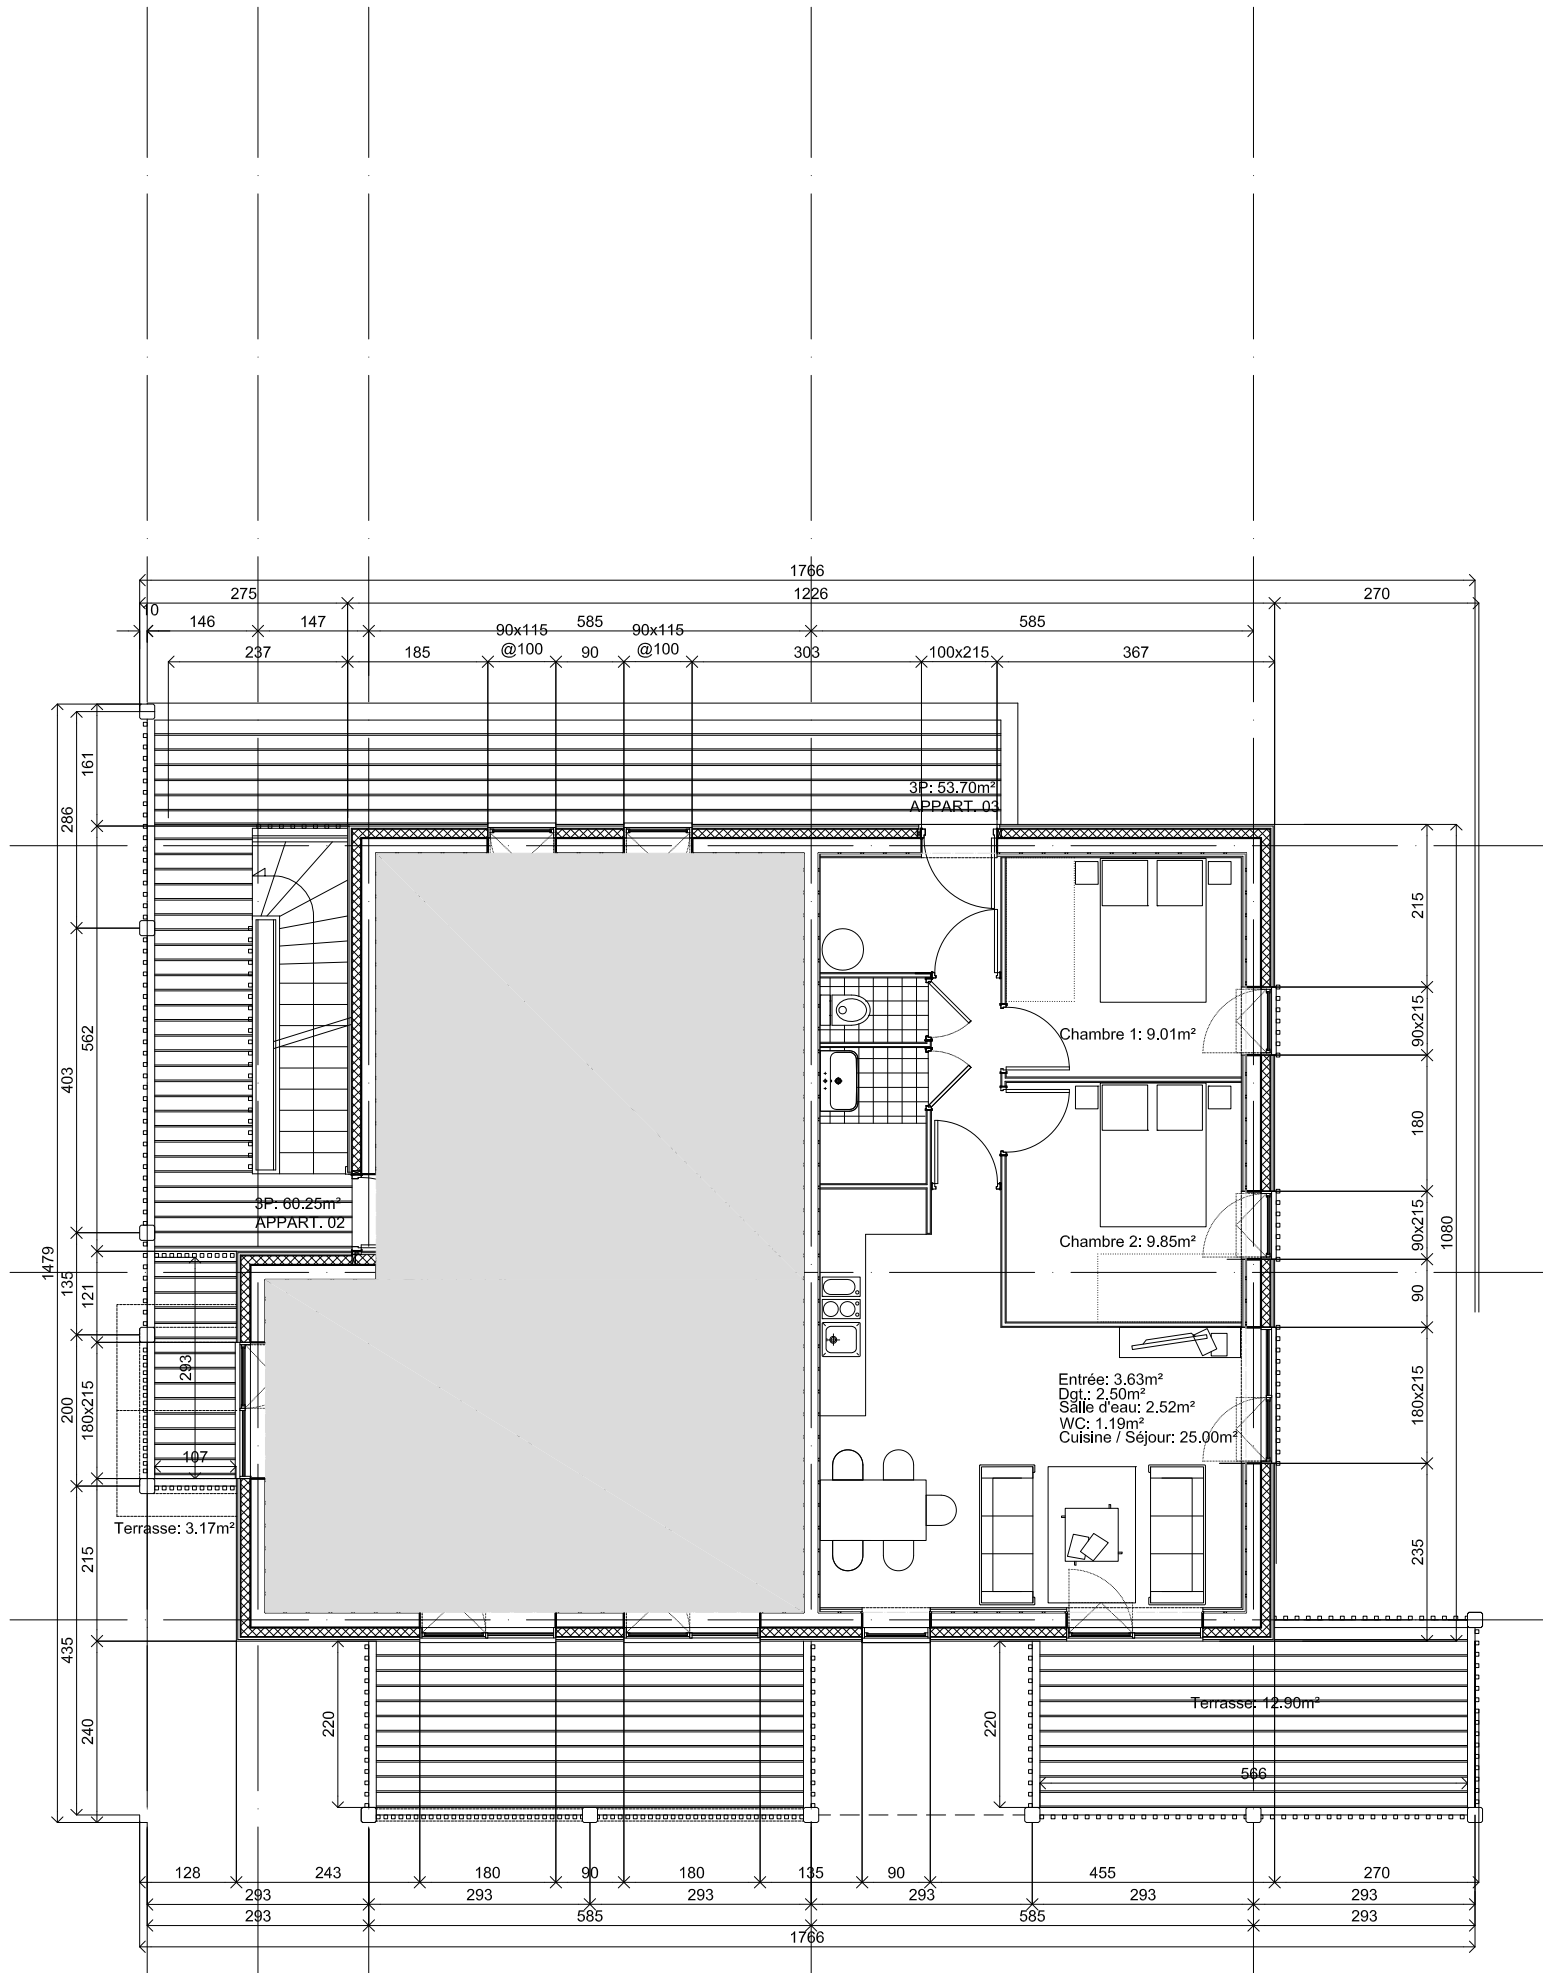 1766
275
1226
270
10
146
147
585
585
90x115
@100
90x115
@100
237
185
90
303
100x215
367
161
286
562
403
1479
135
121
293
200
180x215
107
215
435
240
3P: 53.70m²
APPART. 03
3P: 60.25m²
APPART. 02
Chambre 1: 9.01m²
Chambre 2: 9.85m²
Entrée: 3.63m²
Dgt.: 2.50m²
Salle d'eau: 2.52m²
WC: 1.19m²
Cuisine / Séjour: 25.00m²
215
90x215
180
90x215
1080
90
180x215
235
Terrasse: 3.17m²
220
220
Terrasse: 12.90m²
566
128
243
180
90
180
135
90
455
270
293
293
293
293
293
293
293
585
585
293
1766